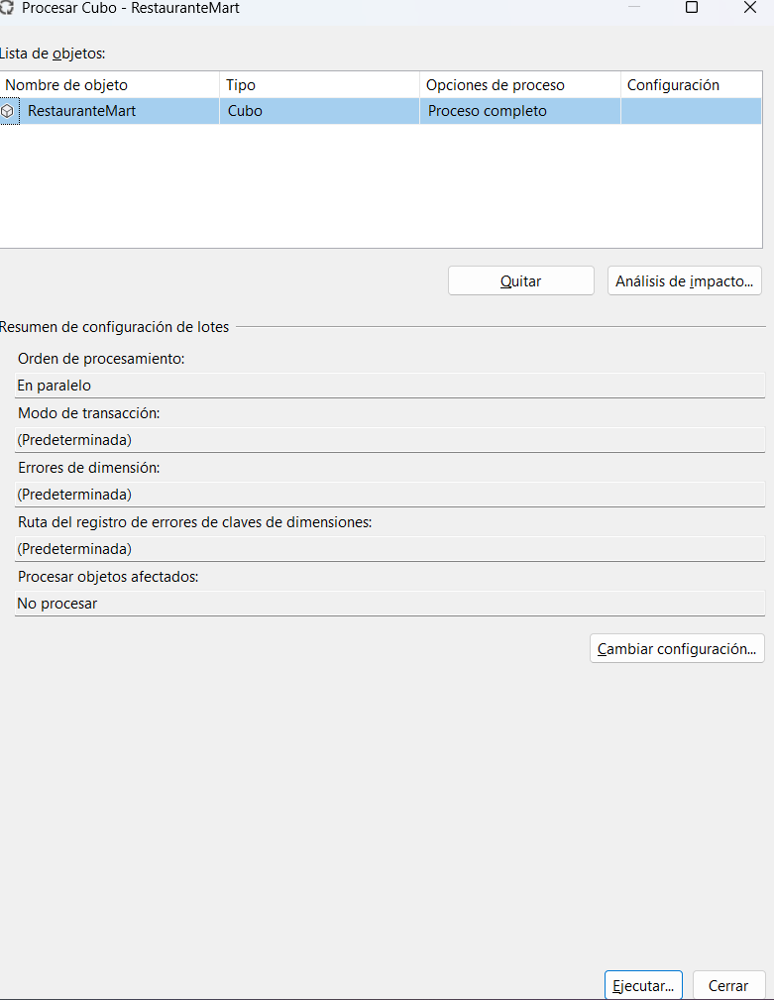 Procesar Cubo - RestauranteMart
Lista de objetos:
Nombre de objeto Tipo Opciones de proceso Configuración
RestauranteMart Cubo Proceso completo
Quitar Análisis de impacto...
Resumen de configuración de lotes
Orden de procesamiento:
En paralelo
Modo de transacción:
(Predeterminada)
Errores de dimensión:
(Predeterminada)
Ruta del registro de errores de claves de dimensiones:
(Predeterminada)
Procesar objetos afectados:
No procesar
Cambiar configuración...
Ejecutar... Cerrar